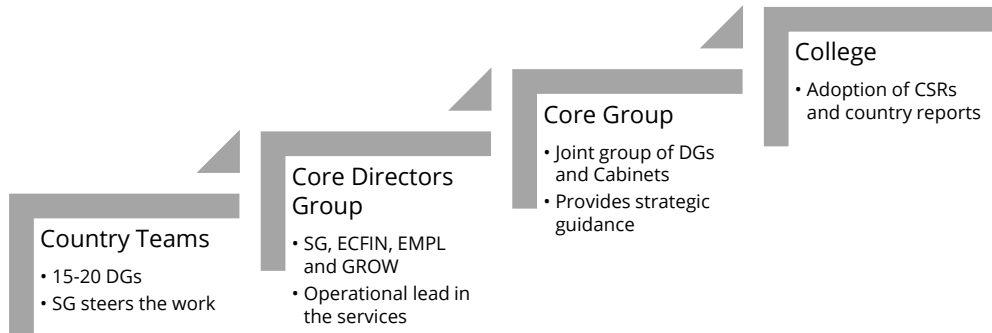 Country Teams
• 15-20 DGs
• SG steers the work
Core Directors
Group
• SG, ECFIN, EMPL
and GROW
• Operational lead in
the services
Core Group
• Joint group of DGs
and Cabinets
• Provides strategic
guidance
College
• Adoption of CSRs
and country reports